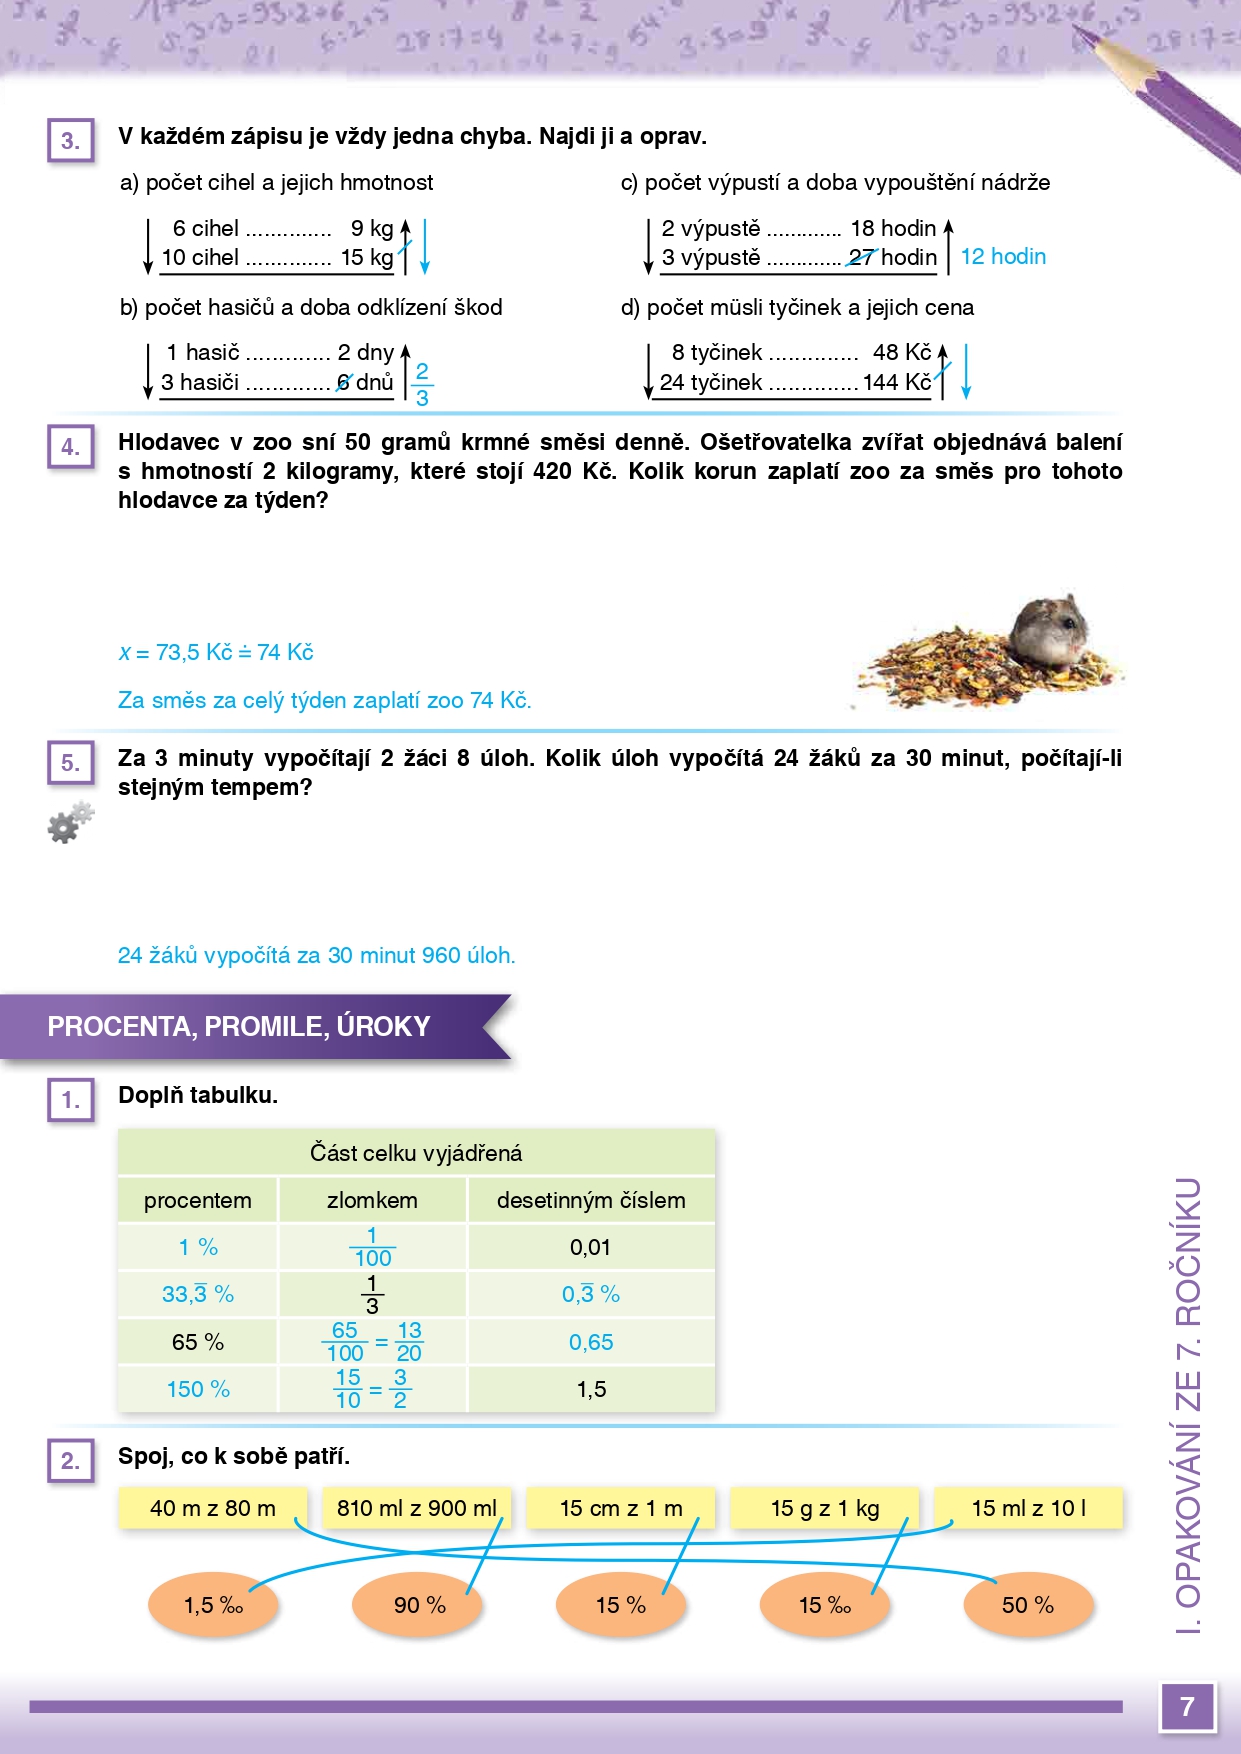 3. V každém zápisu je vždy jedna chyba. Najdi ji a oprav.
a) počet cihel a jejich hmotnost
6 cihel .............. 9 kg
10 cihel .............. 15 kg
c) počet výpustí a doba vypouštění nádrže
2 výpustě ............. 18 hodin
3 výpustě ............. 27 hodin 12 hodin
b) počet hasičů a doba odklízení škod
1 hasič ............. 2 dny
3 hasiči ............. 6 dnů 2/3
d) počet müsli tyčinek a jejich cena
8 tyčinek .............. 48 Kč
24 tyčinek .............. 144 Kč
4. Hlodavec v zoo sní 50 gramů krmné směsi denně. Ošetřovatelka zvířat objednává balení
s hmotností 2 kilogramy, které stojí 420 Kč. Kolik korun zaplatí zoo za směs pro tohoto
hlodavce za týden?
x = 73,5 Kč ≐ 74 Kč
Za směs za celý týden zaplatí zoo 74 Kč.
5. Za 3 minuty vypočítají 2 žáci 8 úloh. Kolik úloh vypočítá 24 žáků za 30 minut, počítají-li
stejným tempem?
24 žáků vypočítá za 30 minut 960 úloh.
PROCENTA, PROMILE, ÚROKY
1. Doplň tabulku.
Část celku vyjádřená
procentem zlomkem desetinným číslem
1 % 1/100 0,01
33,3̅ % 1/3 0,3̅ %
65 % 65/100 = 13/20 0,65
150 % 15/10 = 3/2 1,5
2. Spoj, co k sobě patří.
40 m z 80 m 810 ml z 900 ml 15 cm z 1 m 15 g z 1 kg 15 ml z 10 l
1,5 ‰ 90 % 15 % 15 ‰ 50 %
I. OPAKOVÁNÍ ZE 7. ROČNÍKU
7